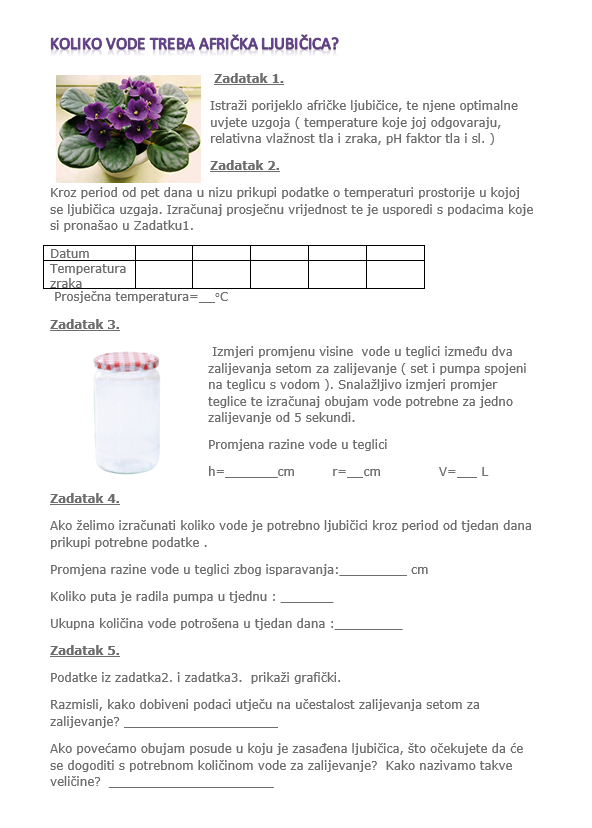 KOLIKO VODE TREBA AFRIČKA LJUBIČICA?
Zadatak 1.
Istraži porijeklo afričke ljubičice, te njene optimalne
uvjete uzgoja ( temperature koje joj odgovaraju,
relativna vlažnost tla i zraka, pH faktor tla i sl. )
Zadatak 2.
Kroz period od pet dana u nizu prikupi podatke o temperaturi prostorije u kojoj
se ljubičica uzgaja. Izračunaj prosječnu vrijednost te je usporedi s podacima koje
si pronašao u Zadatku1.
Datum
Temperatura
zraka
Prosječna temperatura=__°C
Zadatak 3.
Izmjeri promjenu visine  vode u teglici između dva
zalijevanja setom za zalijevanje ( set i pumpa spojeni
na teglicu s vodom ). Snalažljivo izmjeri promjer
teglice te izračunaj obujam vode potrebne za jedno
zalijevanje od 5 sekundi.
Promjena razine vode u teglici
h=_______cm r=__cm V=___ L
Zadatak 4.
Ako želimo izračunati koliko vode je potrebno ljubičici kroz period od tjedan dana
prikupi potrebne podatke .
Promjena razine vode u teglici zbog isparavanja:_________ cm
Koliko puta je radila pumpa u tjednu : _______
Ukupna količina vode potrošena u tjedan dana :_________
Zadatak 5.
Podatke iz zadatka2. i zadatka3.  prikaži grafički.
Razmisli, kako dobiveni podaci utječu na učestalost zalijevanja setom za
zalijevanje? _____________________
Ako povećamo obujam posude u koju je zasađena ljubičica, što očekujete da će
se dogoditi s potrebnom količinom vode za zalijevanje?  Kako nazivamo takve
veličine?  ______________________